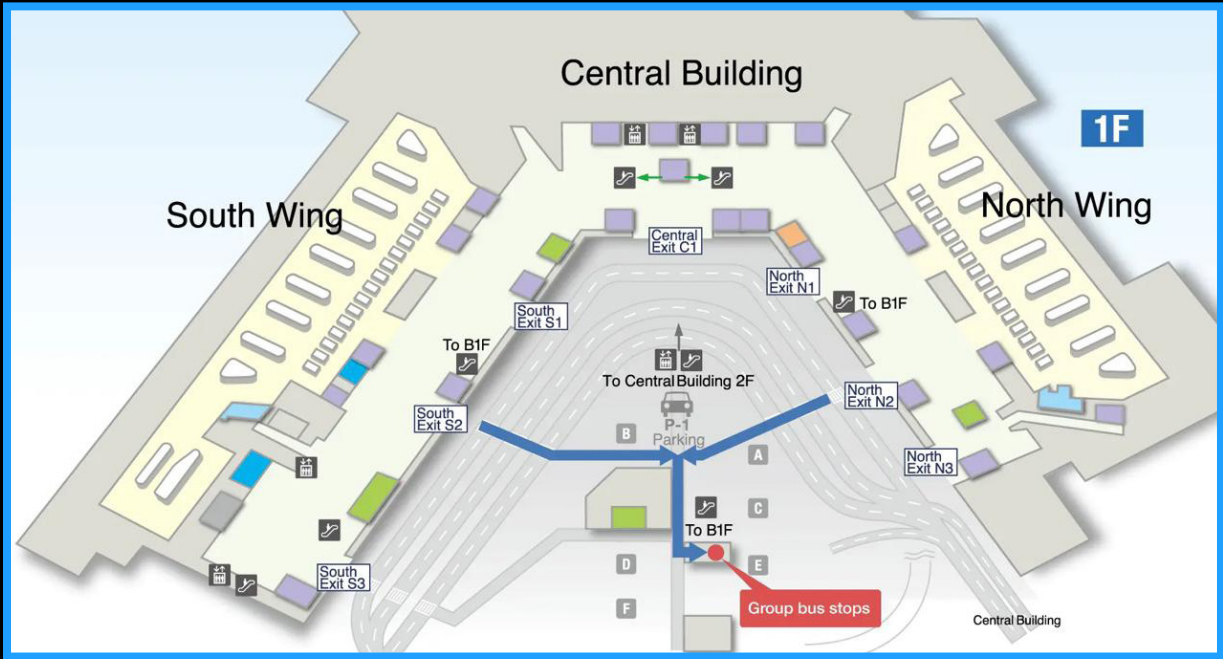 Central Building
1F
South Wing
North Wing
Central
Exit C1
North
Exit N1
South
Exit S1
To B1F
To B1F
To Central Building 2F
P-1
Parking
South
Exit S2
North
Exit N2
B
A
North
Exit N3
C
To B1F
D
E
South
Exit S3
F
Group bus stops
Central Building